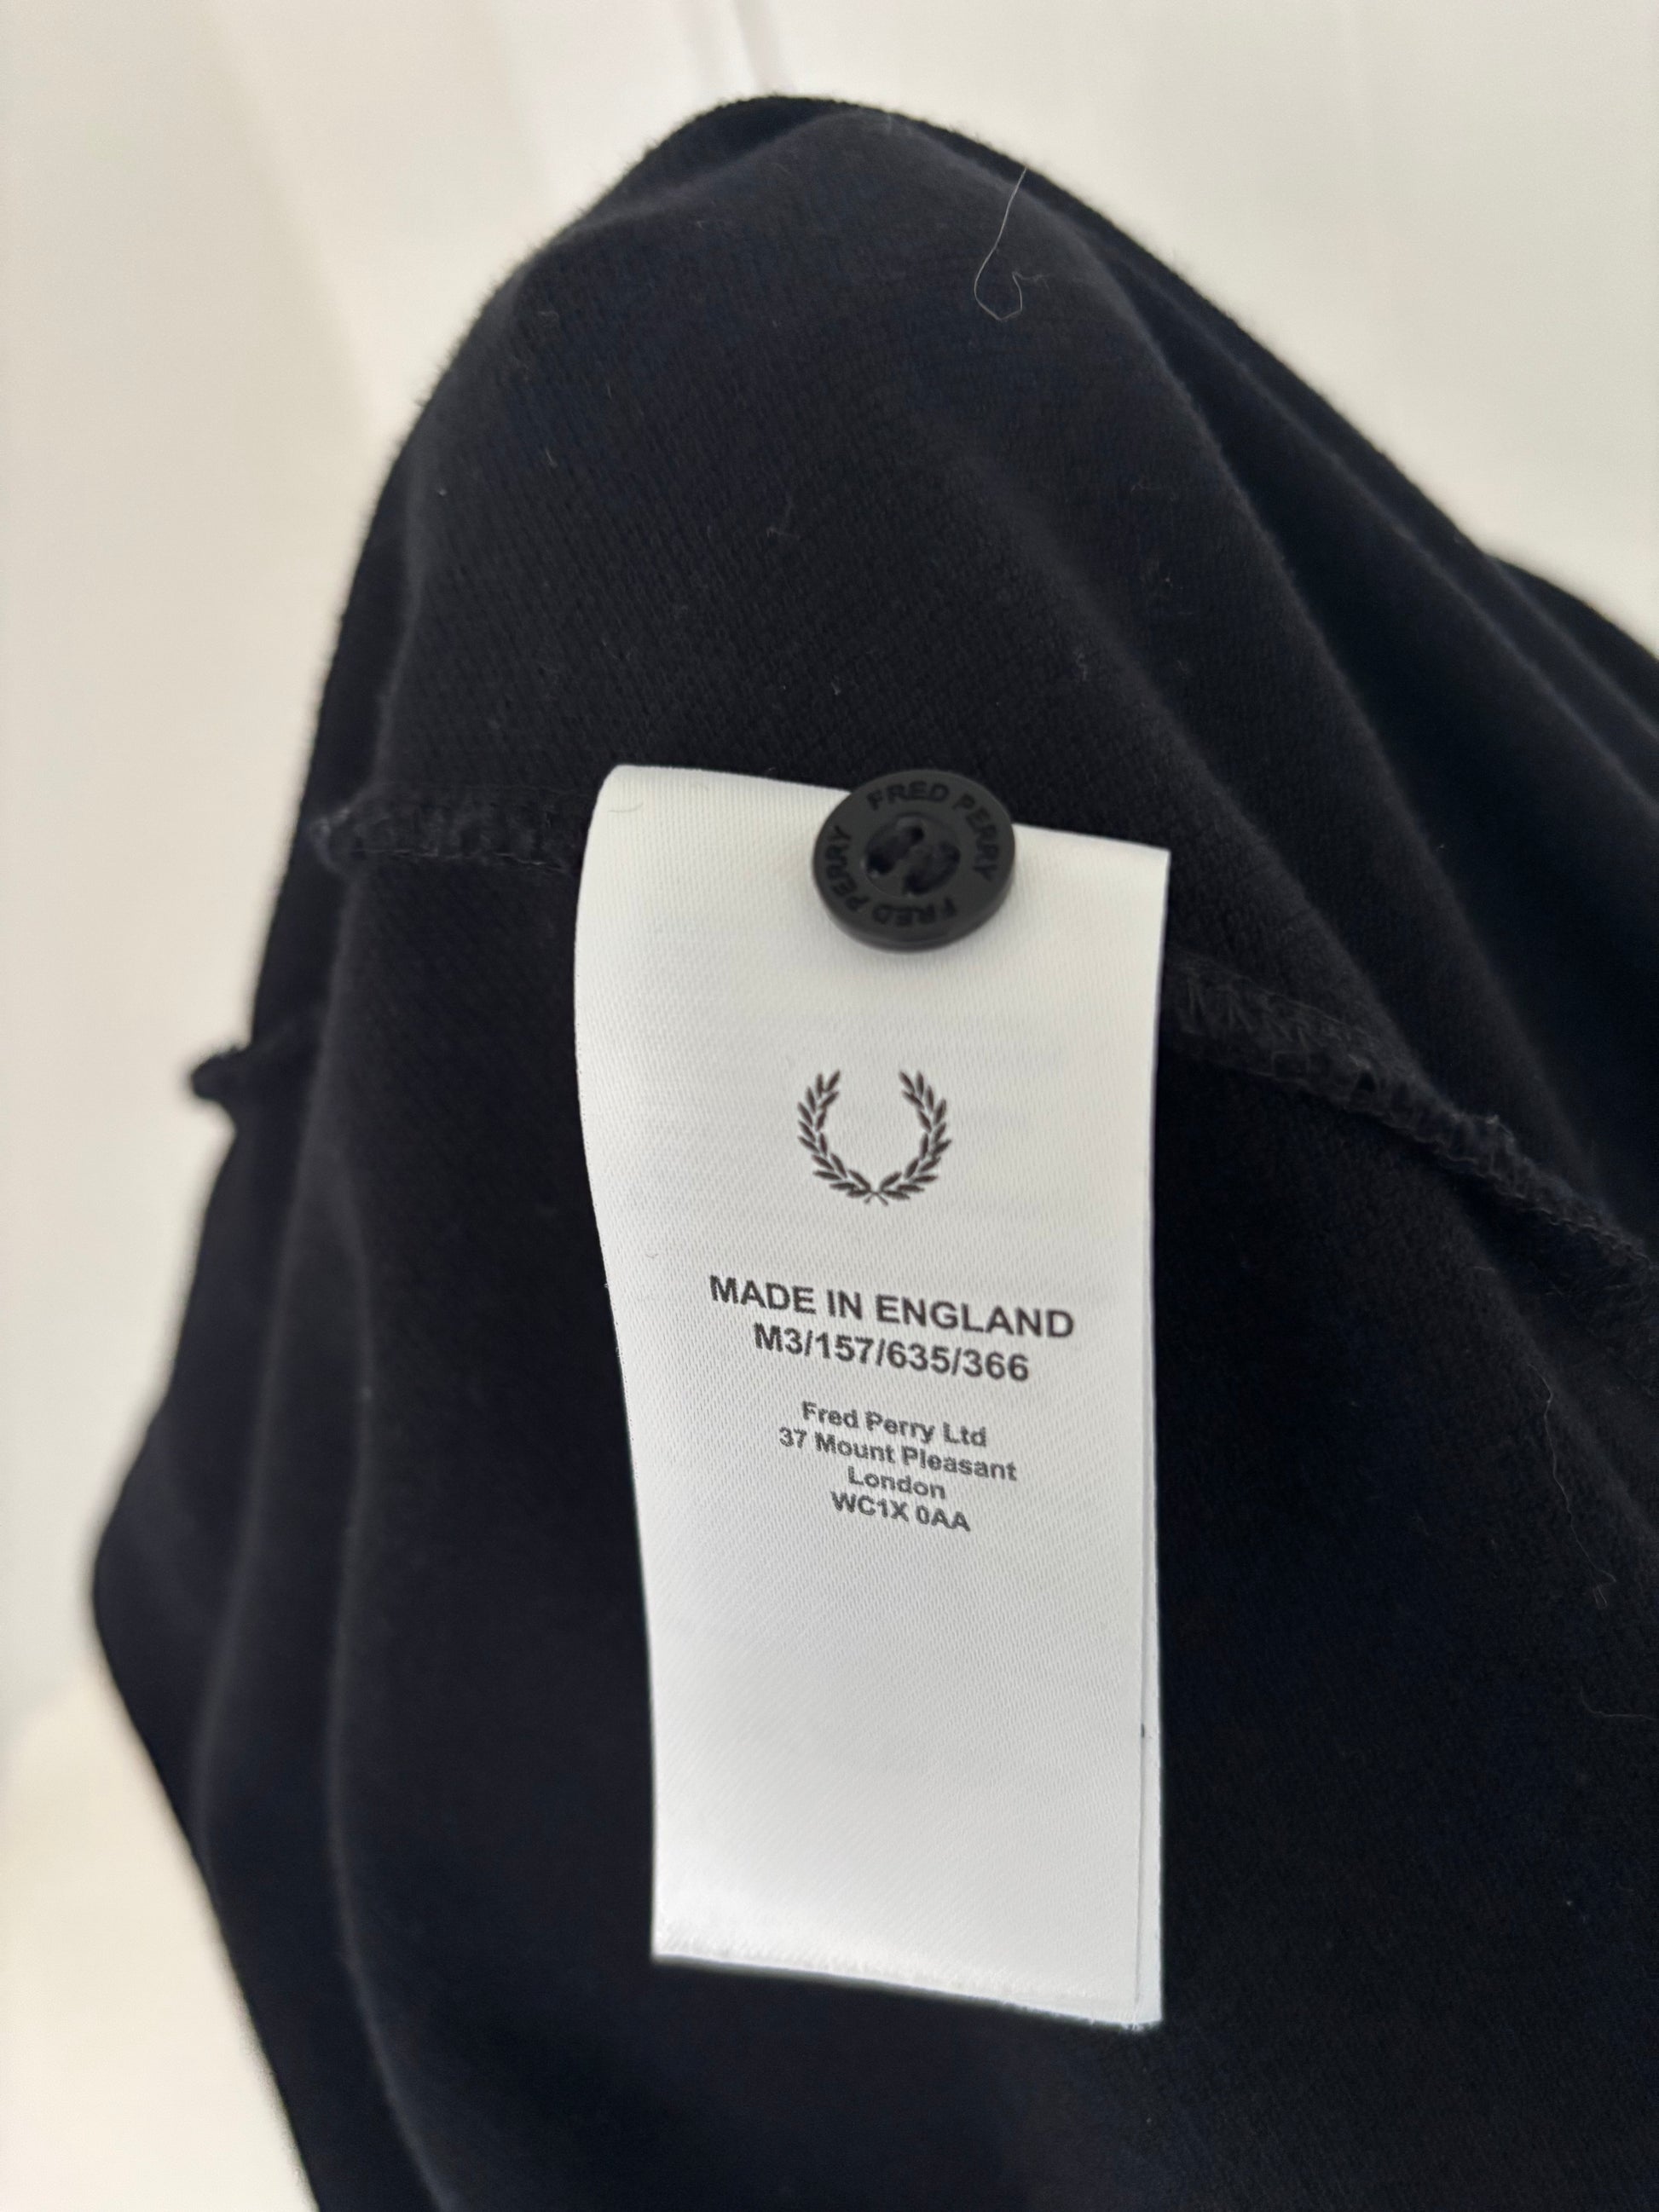 FRED PERRY
FRED PERRY
MADE IN ENGLAND
M3/157/635/366
Fred Perry Ltd
37 Mount Pleasant
London
WC1X 0AA